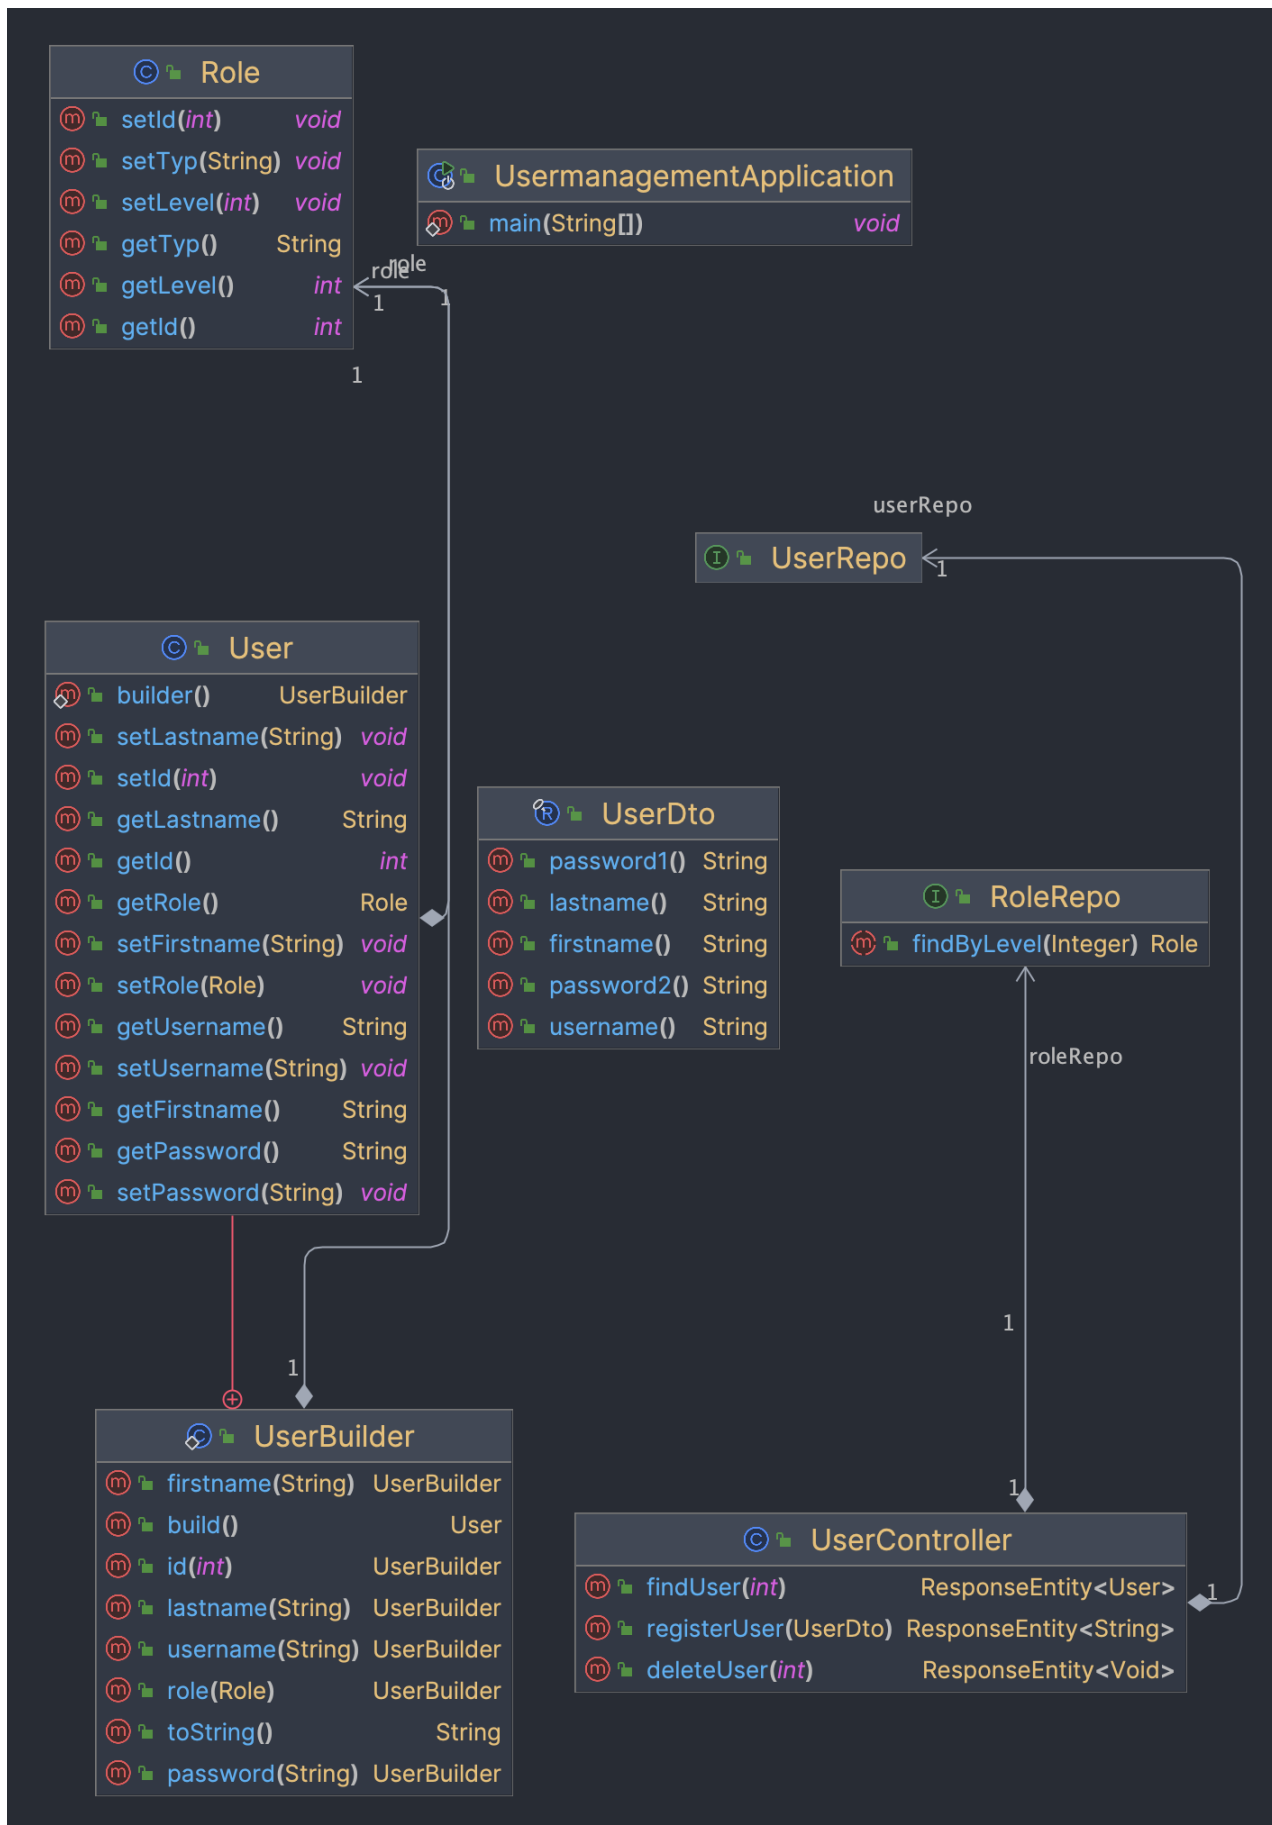 Role
setId(int) void
setTyp(String) void
setLevel(int) void
getTyp() String
getLevel() int
getId() int
UsermanagementApplication
main(String[]) void
role
role
1
1
1
userRepo
UserRepo
1
User
builder() UserBuilder
setLastname(String) void
setId(int) void
getLastname() String
getId() int
getRole() Role
setFirstname(String) void
setRole(Role) void
getUsername() String
setUsername(String) void
getFirstname() String
getPassword() String
setPassword(String) void
UserDto
password1() String
lastname() String
firstname() String
password2() String
username() String
RoleRepo
findByLevel(Integer) Role
roleRepo
1
1
UserBuilder
firstname(String) UserBuilder
build() User
id(int) UserBuilder
lastname(String) UserBuilder
username(String) UserBuilder
role(Role) UserBuilder
toString() String
password(String) UserBuilder
1
UserController
findUser(int) ResponseEntity<User>
registerUser(UserDto) ResponseEntity<String>
deleteUser(int) ResponseEntity<Void>
1